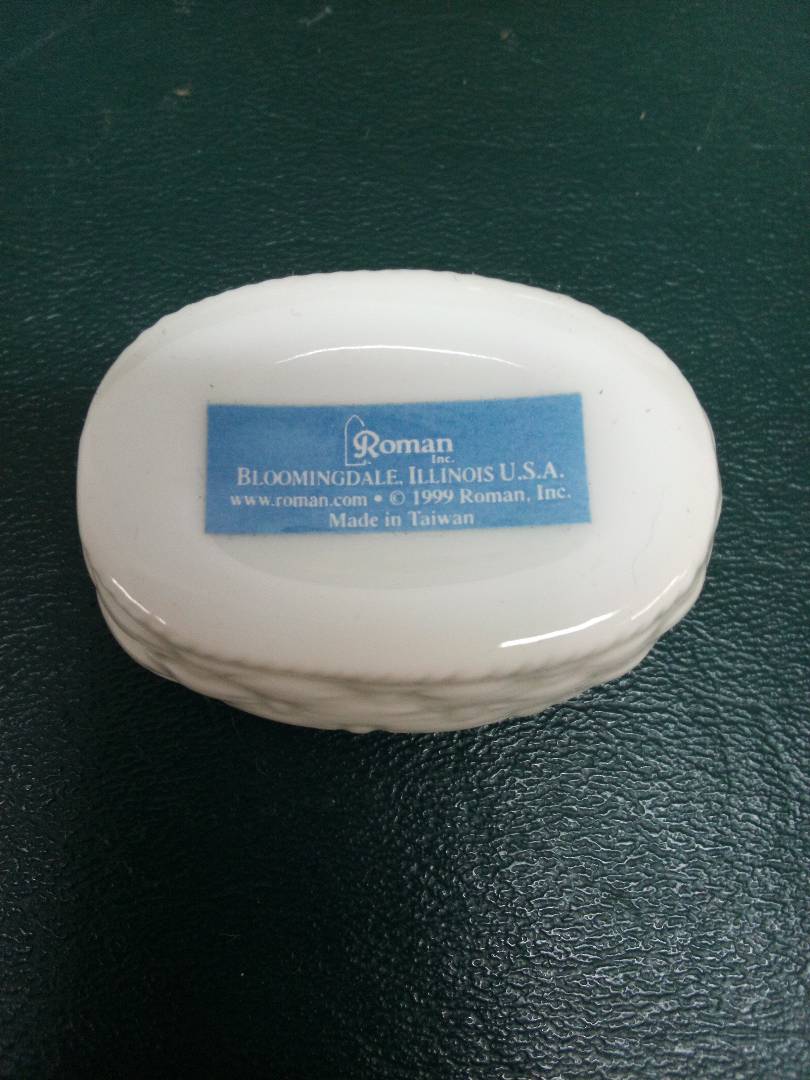 Roman
Inc.
BLOOMINGDALE, ILLINOIS U.S.A.
www.roman.com • © 1999 Roman, Inc.
Made in Taiwan